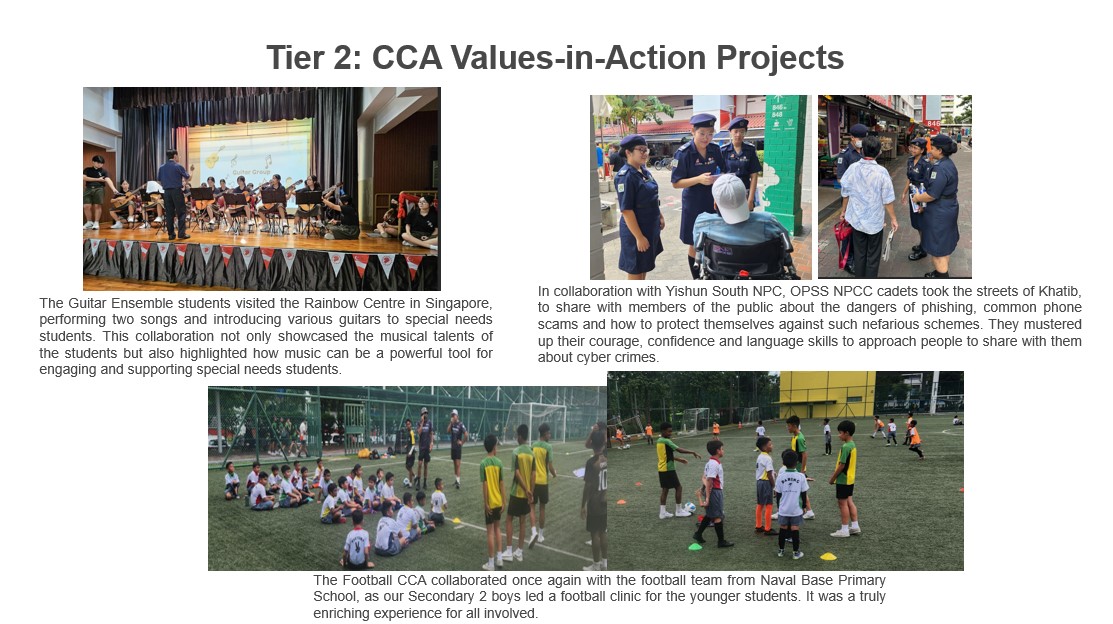 Tier 2: CCA Values-in-Action Projects
Guitar Group
848
The Guitar Ensemble students visited the Rainbow Centre in Singapore,
performing two songs and introducing various guitars to special needs
students. This collaboration not only showcased the musical talents of
the students but also highlighted how music can be a powerful tool for
engaging and supporting special needs students.
In collaboration with Yishun South NPC, OPSS NPCC cadets took the streets of Khatib,
to share with members of the public about the dangers of phishing, common phone
scams and how to protect themselves against such nefarious schemes. They mustered
up their courage, confidence and language skills to approach people to share with them
about cyber crimes.
The Football CCA collaborated once again with the football team from Naval Base Primary
School, as our Secondary 2 boys led a football clinic for the younger students. It was a truly
enriching experience for all involved.